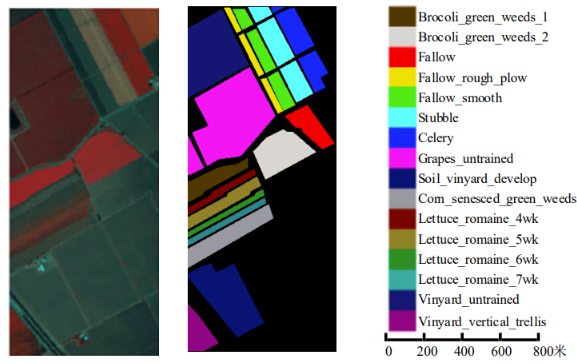 Brocoli_green_weeds_1
Brocoli_green_weeds_2
Fallow
Fallow_rough_plow
Fallow_smooth
Stubble
Celery
Grapes_untrained
Soil_vinyard_develop
Corn_senesced_green_weeds
Lettuce_romaine_4wk
Lettuce_romaine_5wk
Lettuce_romaine_6wk
Lettuce_romaine_7wk
Vinyard_untrained
Vinyard_vertical_trellis
0 200 400 600 800米